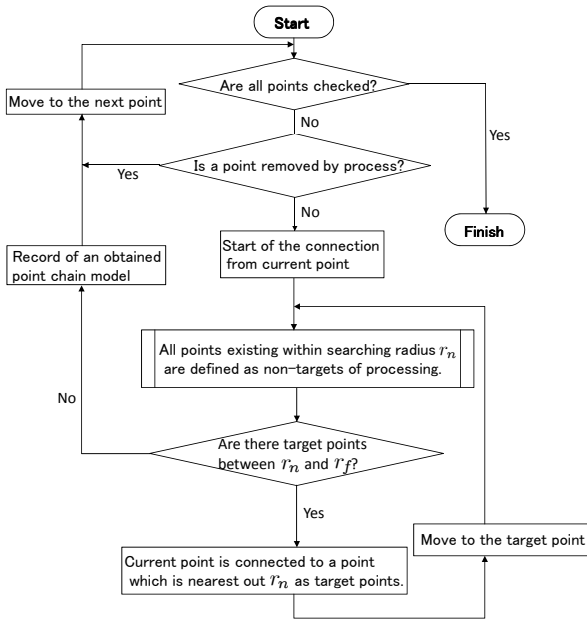 Start
Are all points checked?
Move to the next point
No
Yes
Is a point removed by process?
Yes
No
Finish
Start of the connection
from current point
Record of an obtained
point chain model
All points existing within searching radius rₙ
are defined as non-targets of processing.
No
Are there target points
between rₙ and r_f?
Yes
Move to the target point
Current point is connected to a point
which is nearest out rₙ as target points.